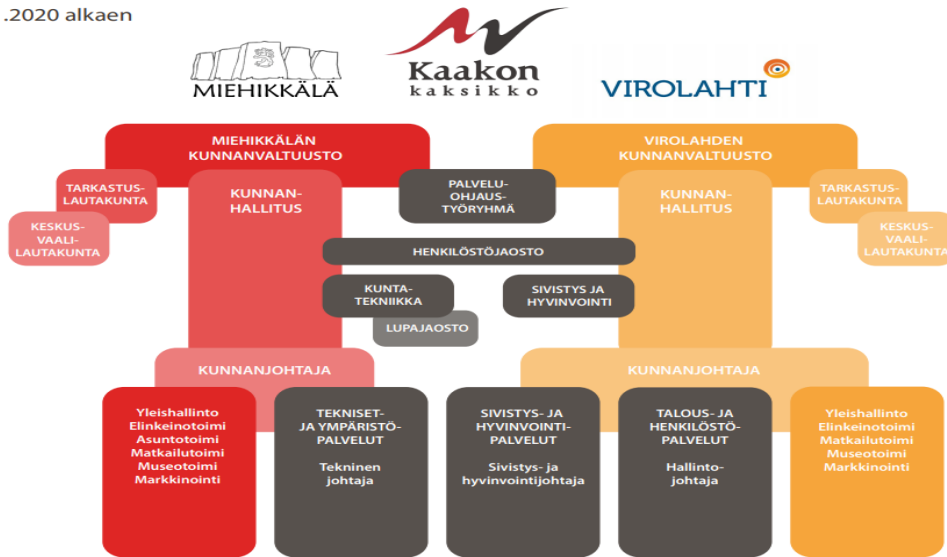 .2020 alkaen
MIEHIKKÄLÄ
Kaakon
kaksikko
VIROLAHTI
MIEHIKKÄLÄN
KUNNANVALTUUSTO
VIROLAHDEN
KUNNANVALTUUSTO
TARKASTUS-
LAUTAKUNTA
KESKUS-
VAALI-
LAUTAKUNTA
KUNNAN-
HALLITUS
PALVELU-
OHJAUS-
TYÖRYHMÄ
KUNNAN-
HALLITUS
TARKASTUS-
LAUTAKUNTA
KESKUS-
VAALI-
LAUTAKUNTA
HENKILÖSTÖJAOSTO
KUNTA-
TEKNIIKKA
SIVISTYS JA
HYVINVOINTI
LUPAJAOSTO
KUNNANJOHTAJA
KUNNANJOHTAJA
Yleishallinto
Elinkeinotoimi
Asuntotoimi
Matkailutoimi
Museotoimi
Markkinointi
TEKNISET-
JA YMPÄRISTÖ-
PALVELUT
Tekninen
johtaja
SIVISTYS- JA
HYVINVOINTI-
PALVELUT
Sivistys- ja
hyvinvointijohtaja
TALOUS- JA
HENKILÖSTÖ-
PALVELUT
Hallinto-
johtaja
Yleishallinto
Elinkeinotoimi
Matkailutoimi
Museotoimi
Markkinointi